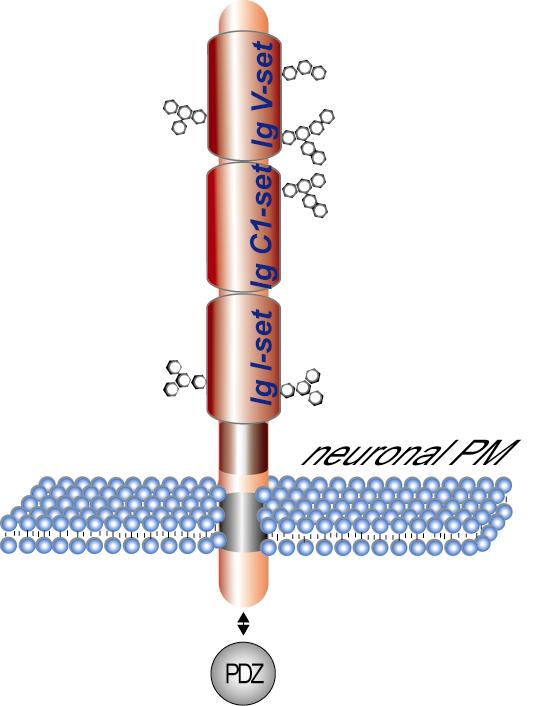 Ig V-set
Ig C1-set
Ig I-set
neuronal PM
PDZ